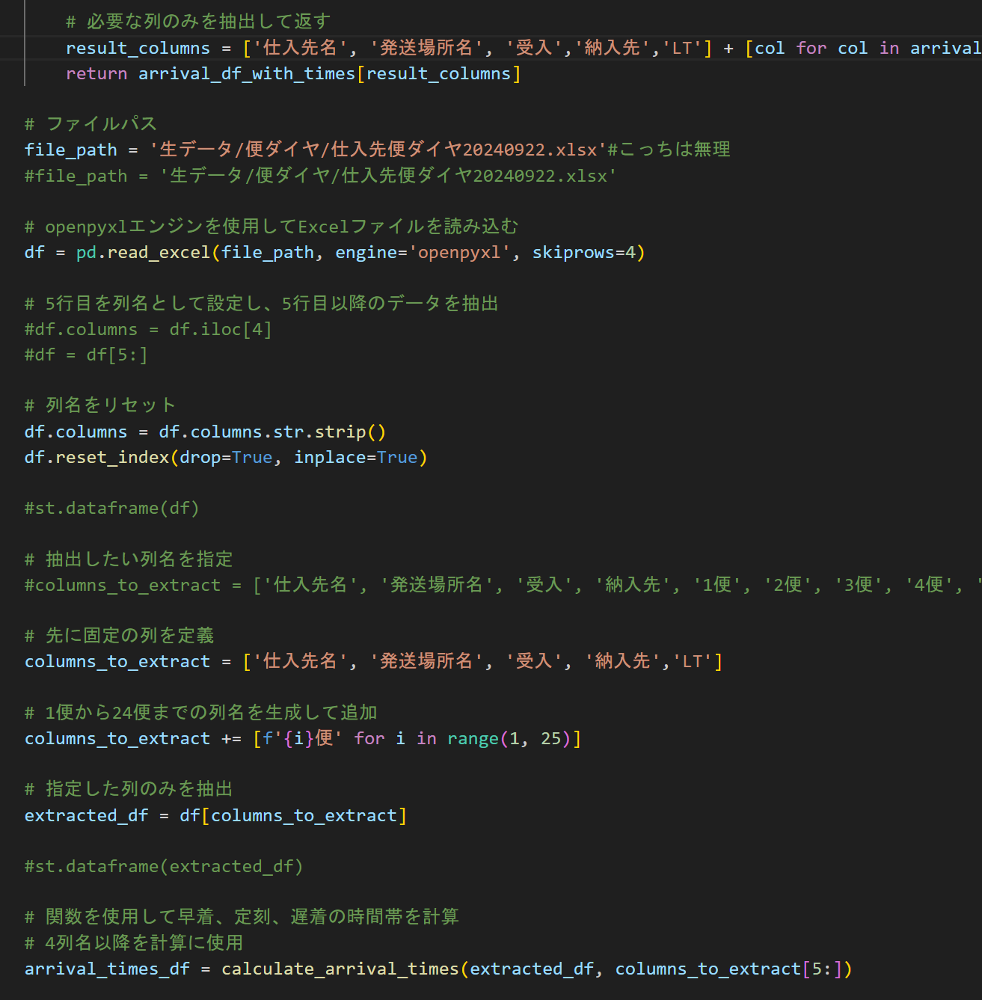 # 必要な列のみを抽出して返す
result_columns = ['仕入先名', '発送場所名', '受入','納入先','LT'] + [col for col in arrival
return arrival_df_with_times[result_columns]
# ファイルパス
file_path = '生データ/便ダイヤ/仕入先便ダイヤ20240922.xlsx'#こっちは無理
#file_path = '生データ/便ダイヤ/仕入先便ダイヤ20240922.xlsx'
# openpyxlエンジンを使用してExcelファイルを読み込む
df = pd.read_excel(file_path, engine='openpyxl', skiprows=4)
# 5行目を列名として設定し、5行目以降のデータを抽出
#df.columns = df.iloc[4]
#df = df[5:]
# 列名をリセット
df.columns = df.columns.str.strip()
df.reset_index(drop=True, inplace=True)
#st.dataframe(df)
# 抽出したい列名を指定
#columns_to_extract = ['仕入先名', '発送場所名', '受入', '納入先', '1便', '2便', '3便', '4便', '
# 先に固定の列を定義
columns_to_extract = ['仕入先名', '発送場所名', '受入', '納入先','LT']
# 1便から24便までの列名を生成して追加
columns_to_extract += [f'{i}便' for i in range(1, 25)]
# 指定した列のみを抽出
extracted_df = df[columns_to_extract]
#st.dataframe(extracted_df)
# 関数を使用して早着、定刻、遅着の時間帯を計算
# 4列名以降を計算に使用
arrival_times_df = calculate_arrival_times(extracted_df, columns_to_extract[5:])